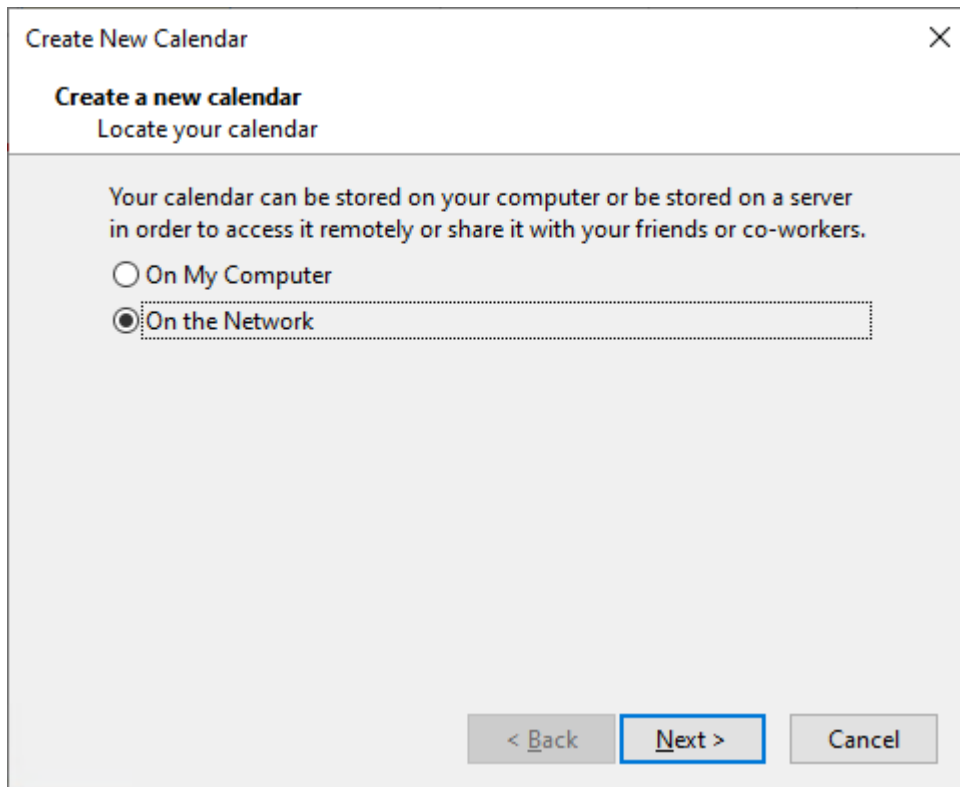 Create New Calendar
Create a new calendar
Locate your calendar
Your calendar can be stored on your computer or be stored on a server
in order to access it remotely or share it with your friends or co-workers.
On My Computer
On the Network
< Back
Next >
Cancel